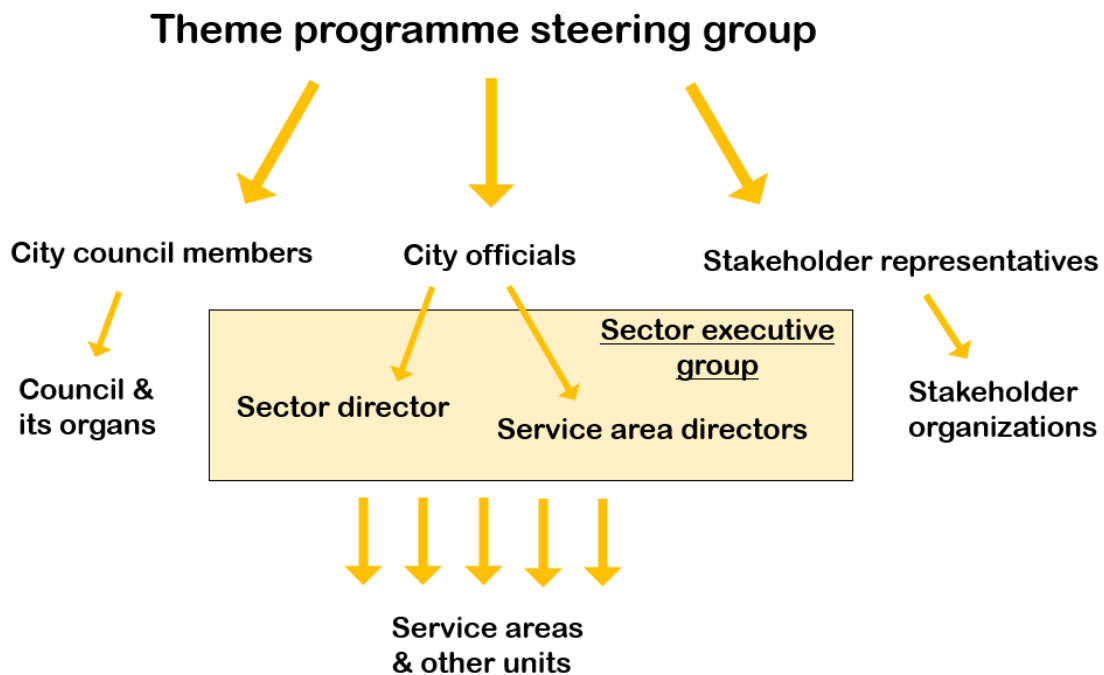 Theme programme steering group
City council members
City officials
Stakeholder representatives
Sector executive
group
Council &
its organs
Sector director
Service area directors
Stakeholder
organizations
Service areas
& other units